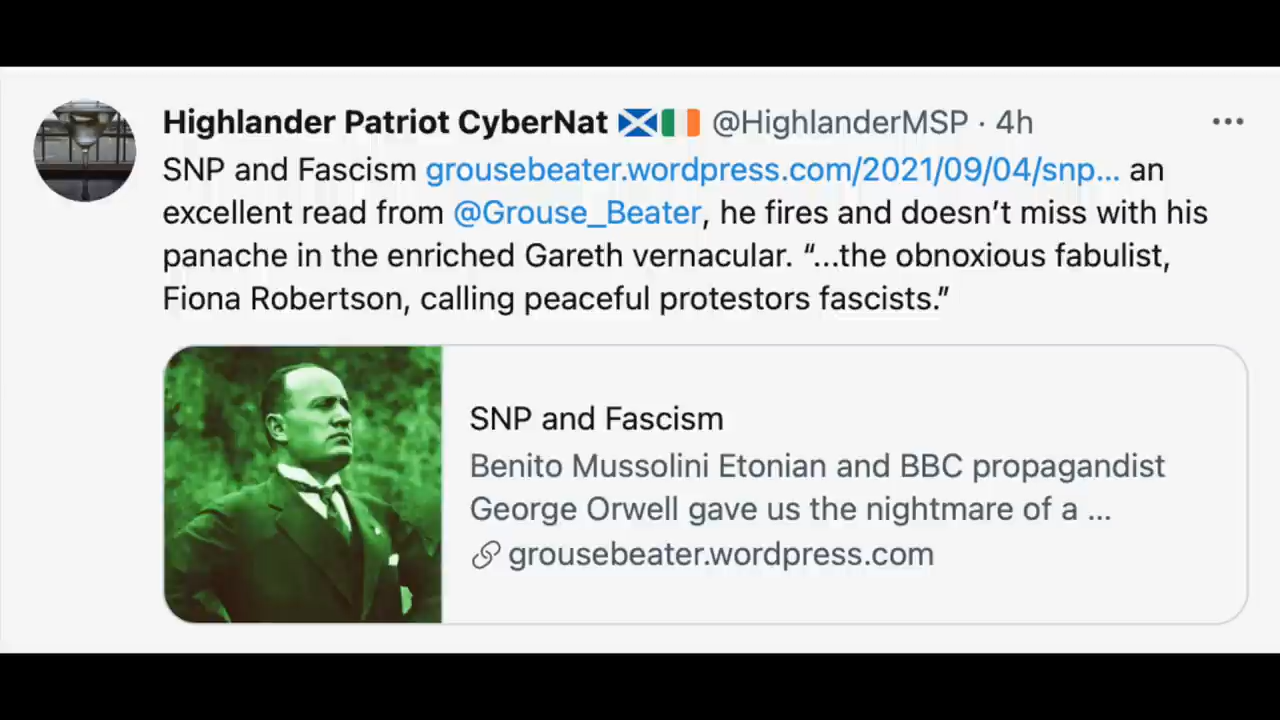 Highlander Patriot CyberNat 🏴󠁧󠁢󠁳󠁣󠁴󠁿🇮🇪 @HighlanderMSP · 4h
SNP and Fascism grousebeater.wordpress.com/2021/09/04/snp... an
excellent read from @Grouse_Beater, he fires and doesn’t miss with his
panache in the enriched Gareth vernacular. “...the obnoxious fabulist,
Fiona Robertson, calling peaceful protestors fascists.”
SNP and Fascism
Benito Mussolini Etonian and BBC propagandist
George Orwell gave us the nightmare of a ...
grousebeater.wordpress.com